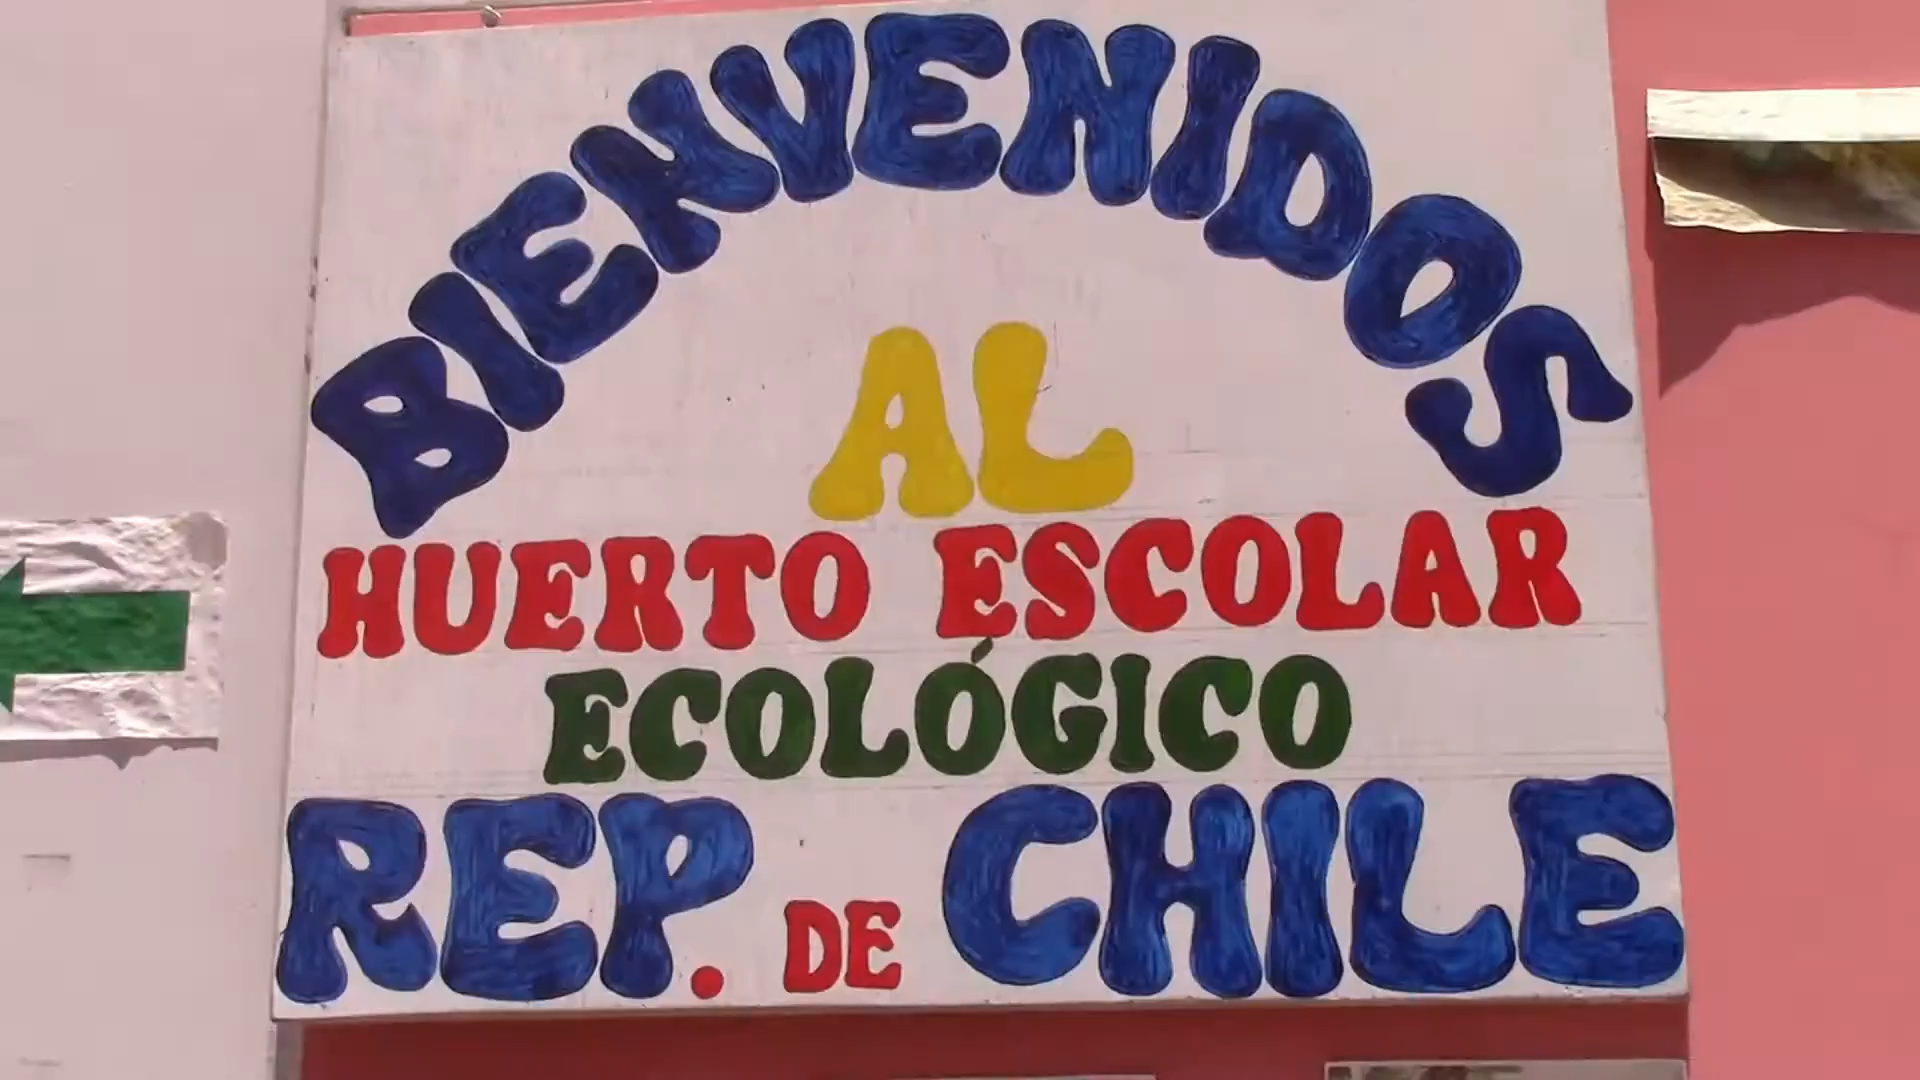 BIENVENIDOS
AL
HUERTO ESCOLAR
ECOLÓGICO
REP. DE CHILE